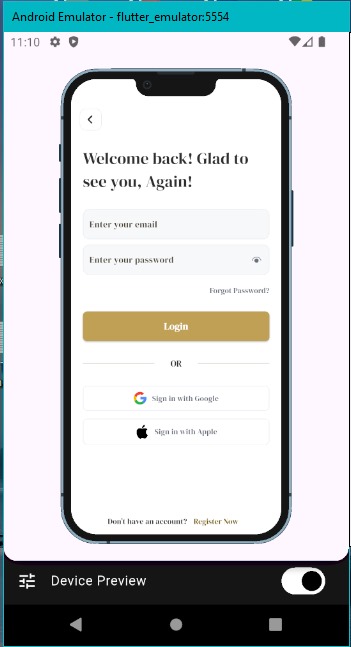 Android Emulator - flutter_emulator:5554
11:10
Welcome back! Glad to
see you, Again!
Enter your email
Enter your password
Forgot Password?
Login
OR
Sign in with Google
Sign in with Apple
Don't have an account? Register Now
Device Preview